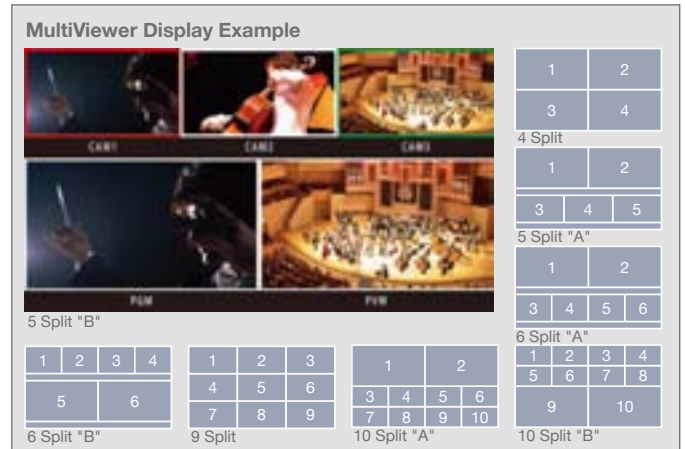 MultiViewer Display Example
CAM1 CAM2 CAM3
PGM PVW
5 Split "B"
1 2
3 4
4 Split
1 2
3 4 5
5 Split "A"
1 2
3 4 5 6
6 Split "A"
1 2 3 4
5 6
6 Split "B"
1 2 3
4 5 6
7 8 9
9 Split
1 2
3 4 5 6
7 8 9 10
10 Split "A"
1 2 3 4
5 6 7 8
9 10
10 Split "B"